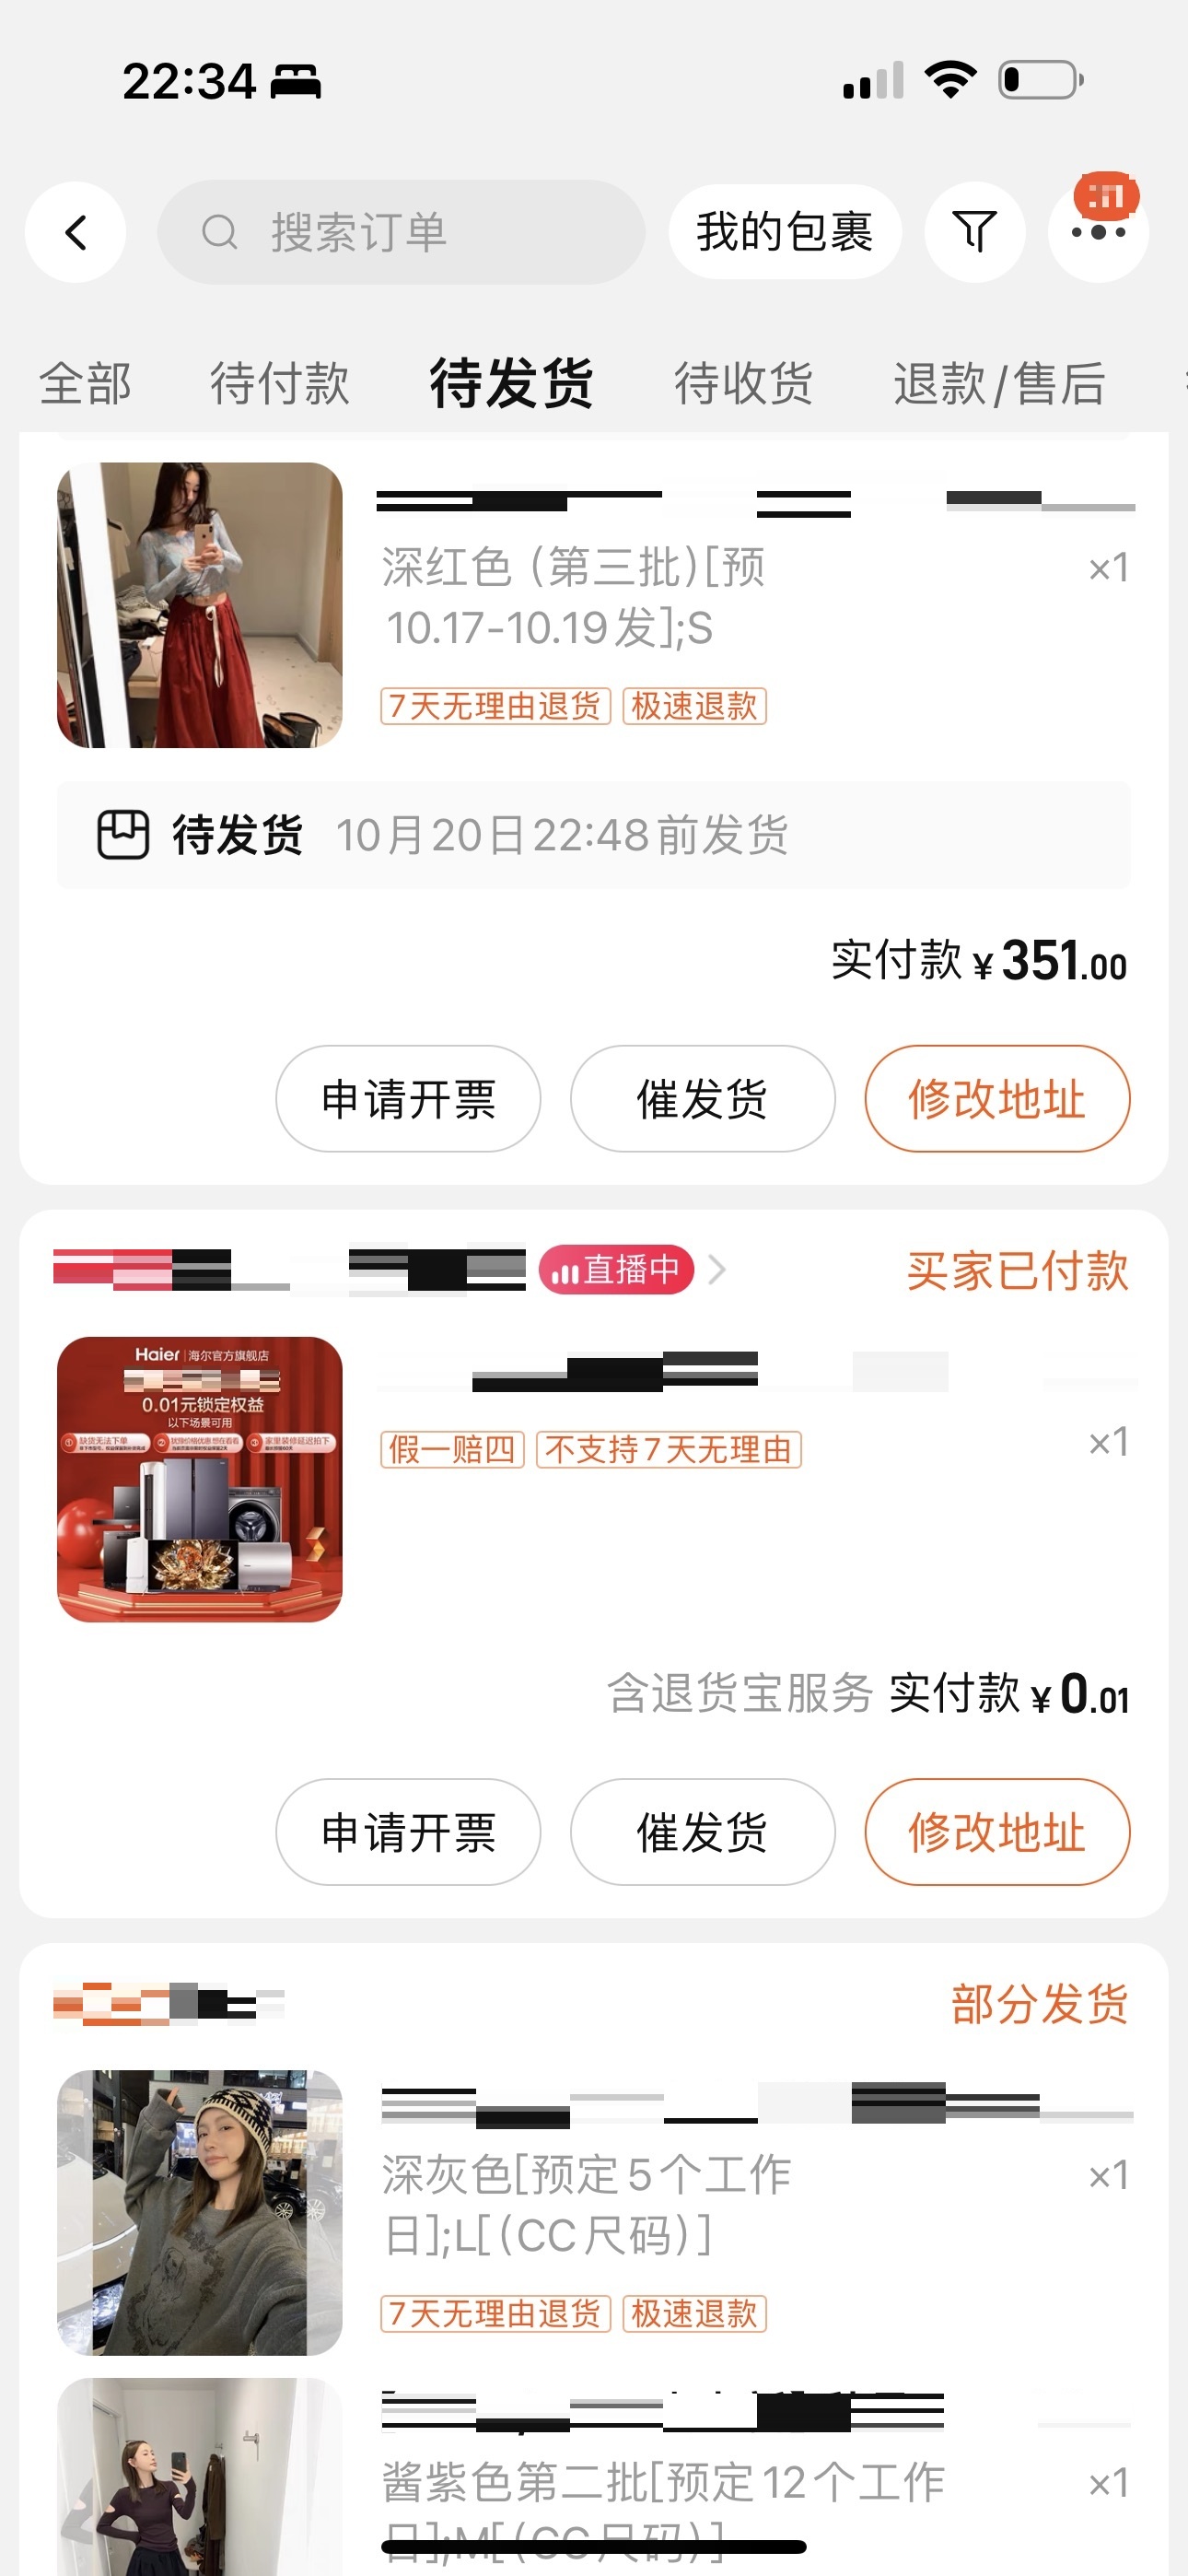 22:34
搜索订单
我的包裹
全部 待付款 待发货 待收货 退款/售后
深红色 (第三批)[预
×1
10.17-10.19发];S
7天无理由退货 极速退款
待发货 10月20日22:48前发货
实付款 ¥351.00
申请开票 催发货 修改地址
直播中
买家已付款
Haier 海尔官方旗舰店
0.01元锁定权益
以下场景可用
① 缺货无法下单
假一赔四 不支持7天无理由
×1
含退货宝服务 实付款 ¥0.01
申请开票 催发货 修改地址
部分发货
深灰色[预定5个工作
×1
日];L[(CC尺码)]
7天无理由退货 极速退款
酱紫色第二批[预定12个工作
×1
日];M[(CC尺码)]